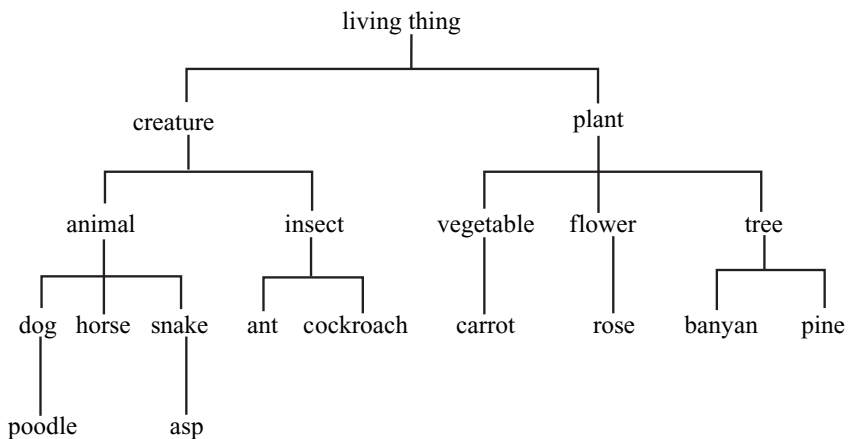 living thing
creature plant
animal insect vegetable flower tree
dog horse snake ant cockroach carrot rose banyan pine
poodle asp